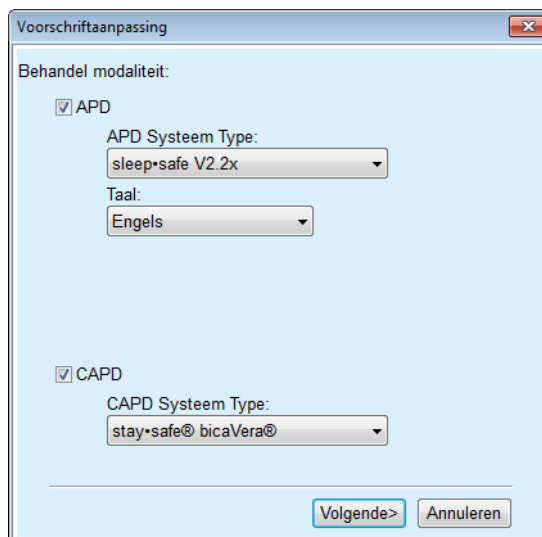 Voorschriftaanpassing
Behandel modaliteit:
APD
APD Systeem Type:
sleep•safe V2.2x
Taal:
Engels
CAPD
CAPD Systeem Type:
stay•safe® bicaVera®
Volgende> Annuleren